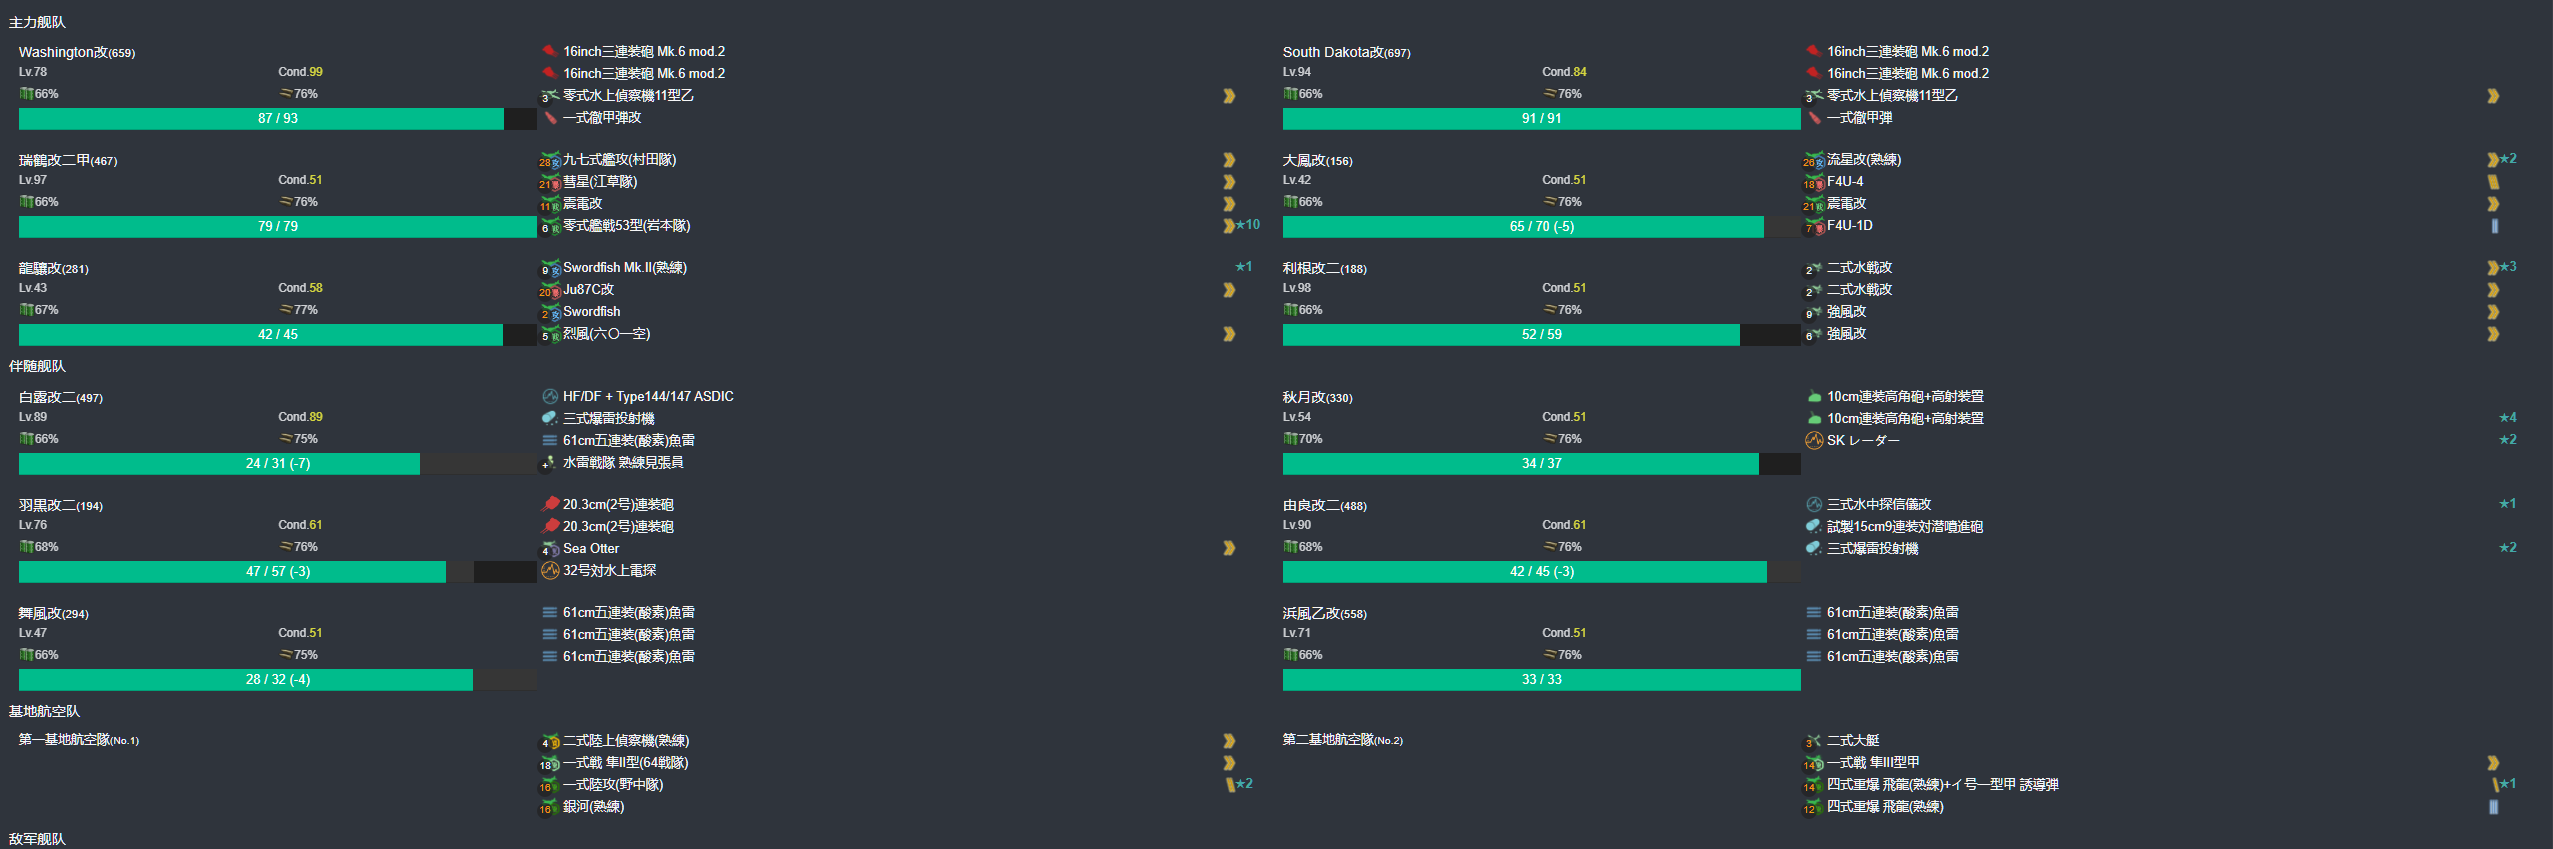 主力舰队
Washington改(659)
Lv.78 Cond.99
66% 76%
87 / 93
16inch三連装砲 Mk.6 mod.2
16inch三連装砲 Mk.6 mod.2
3 零式水上偵察機11型乙
一式徹甲弾改
South Dakota改(697)
Lv.94 Cond.84
66% 76%
91 / 91
16inch三連装砲 Mk.6 mod.2
16inch三連装砲 Mk.6 mod.2
3 零式水上偵察機11型乙
一式徹甲弾
瑞鶴改二甲(467)
Lv.97 Cond.51
66% 76%
79 / 79
28 九七式艦攻(村田隊)
21 彗星(江草隊)
11 震電改
6 零式艦戦53型(岩本隊) ★10
大鳳改(156)
Lv.42 Cond.51
66% 76%
65 / 70 (-5)
26 流星改(熟練) ★2
18 F4U-4
21 震電改
7 F4U-1D
龍驤改(281)
Lv.43 Cond.58
67% 77%
42 / 45
9 Swordfish Mk.II(熟練) ★1
20 Ju87C改
2 Swordfish
5 烈風(六〇一空)
利根改二(188)
Lv.98 Cond.51
66% 76%
52 / 59
2 二式水戦改 ★3
2 二式水戦改
9 強風改
6 強風改
伴随舰队
白露改二(497)
Lv.89 Cond.89
66% 75%
24 / 31 (-7)
HF/DF + Type144/147 ASDIC
三式爆雷投射機
61cm五連装(酸素)魚雷
+ 水雷戦隊 熟練見張員
秋月改(330)
Lv.54 Cond.51
70% 76%
34 / 37
10cm連装高角砲+高射装置
10cm連装高角砲+高射装置 ★4
SK レーダー ★2
羽黒改二(194)
Lv.76 Cond.61
68% 76%
47 / 57 (-3)
20.3cm(2号)連装砲
20.3cm(2号)連装砲
4 Sea Otter
32号対水上電探
由良改二(488)
Lv.90 Cond.61
68% 76%
42 / 45 (-3)
三式水中探信儀改 ★1
試製15cm9連装対潜噴進砲
三式爆雷投射機 ★2
舞風改(294)
Lv.47 Cond.51
66% 75%
28 / 32 (-4)
61cm五連装(酸素)魚雷
61cm五連装(酸素)魚雷
61cm五連装(酸素)魚雷
浜風乙改(558)
Lv.71 Cond.51
66% 76%
33 / 33
61cm五連装(酸素)魚雷
61cm五連装(酸素)魚雷
61cm五連装(酸素)魚雷
基地航空队
第一基地航空隊(No.1)
4 二式陸上偵察機(熟練)
18 一式戦 隼II型(64戦隊)
16 一式陸攻(野中隊) ★2
16 銀河(熟練)
第二基地航空隊(No.2)
3 二式大艇
14 一式戦 隼III型甲
14 四式重爆 飛龍(熟練)+イ号一型甲 誘導弾 ★1
12 四式重爆 飛龍(熟練)
敌军舰队